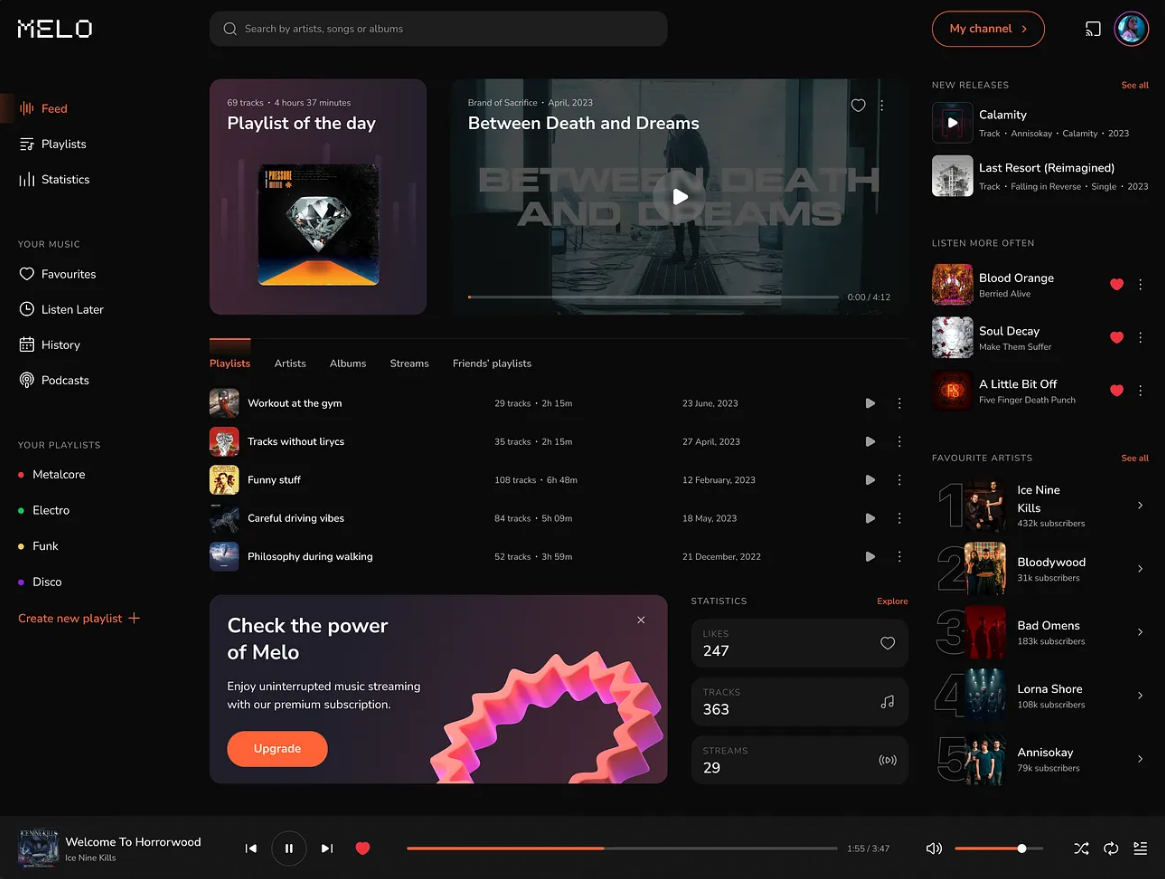 MELO
Search by artists, songs or albums
My channel
Feed
Playlists
Statistics
YOUR MUSIC
Favourites
Listen Later
History
Podcasts
YOUR PLAYLISTS
Metalcore
Electro
Funk
Disco
Create new playlist
69 tracks • 4 hours 37 minutes
Playlist of the day
PRESSURE
Brand of Sacrifice • April, 2023
Between Death and Dreams
BETWEEN DEATH
AND DREAMS
0:00 / 4:12
Playlists Artists Albums Streams Friends' playlists
Workout at the gym 29 tracks • 2h 15m 23 June, 2023
Tracks without lirycs 35 tracks • 2h 15m 27 April, 2023
Funny stuff 108 tracks • 6h 48m 12 February, 2023
Careful driving vibes 84 tracks • 5h 09m 18 May, 2023
Philosophy during walking 52 tracks • 3h 59m 21 December, 2022
Check the power
of Melo
Enjoy uninterrupted music streaming
with our premium subscription.
Upgrade
STATISTICS Explore
LIKES
247
TRACKS
363
STREAMS
29
NEW RELEASES See all
Calamity
Track • Annisokay • Calamity • 2023
Last Resort (Reimagined)
Track • Falling in Reverse • Single • 2023
LISTEN MORE OFTEN
Blood Orange
Berried Alive
Soul Decay
Make Them Suffer
A Little Bit Off
Five Finger Death Punch
FAVOURITE ARTISTS See all
1 Ice Nine
Kills
432k subscribers
2 Bloodywood
31k subscribers
3 Bad Omens
183k subscribers
4 Lorna Shore
108k subscribers
5 Annisokay
79k subscribers
ICE NINE KILLS
Welcome To Horrorwood
Ice Nine Kills
1:55 / 3:47